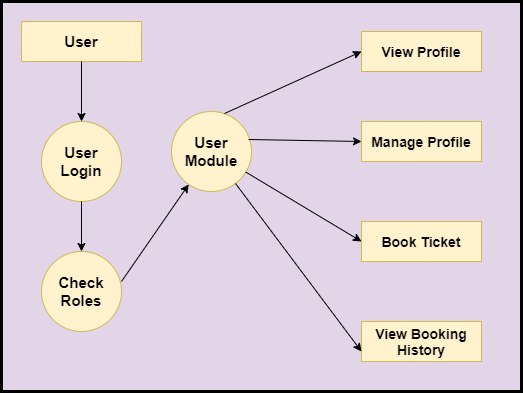 User
User
Login
Check
Roles
User
Module
View Profile
Manage Profile
Book Ticket
View Booking
History